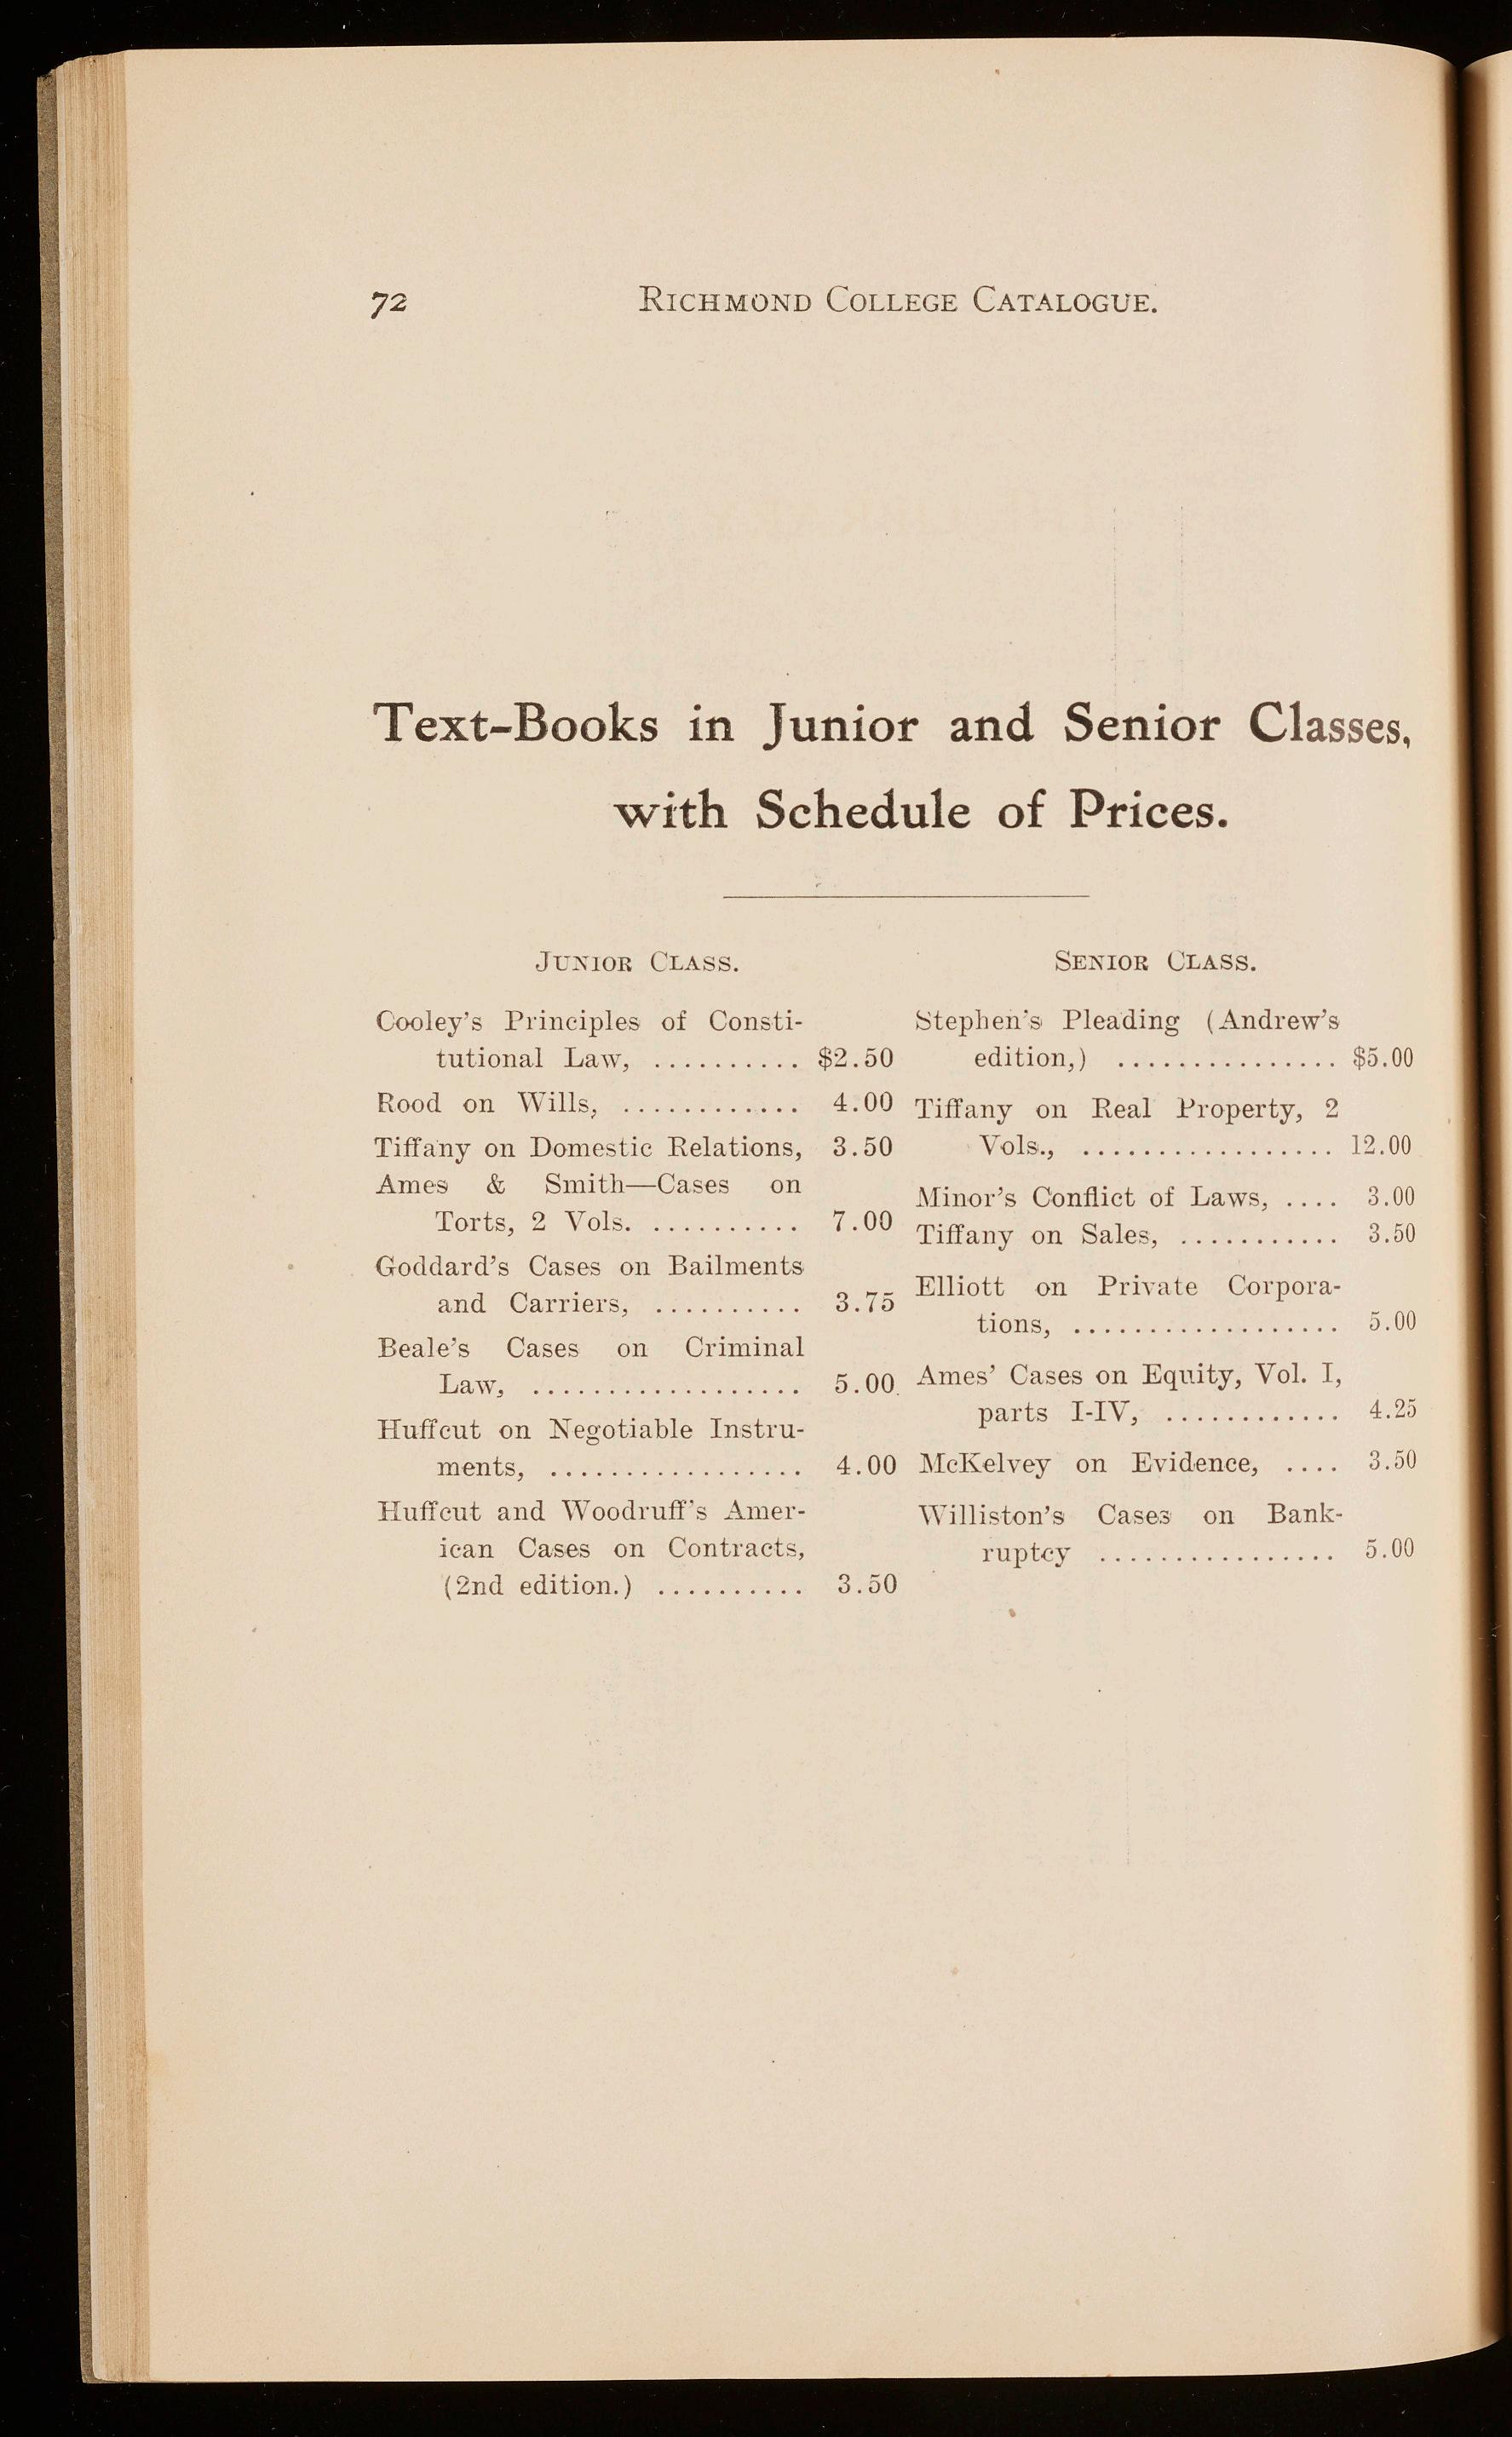 72 RICHMOND COLLEGE CATALOGUE.
Text-Books in Junior and Senior Classes,
with Schedule of Prices.
JUNIOR CLASS.
Cooley's Principles of Consti-
tutional Law, .......... $2.50
Rood on Wills, ............ 4.00
Tiffany on Domestic Relations, 3.50
Ames & Smith—Cases on
Torts, 2 Vols. .......... 7.00
Goddard's Cases on Bailments
and Carriers, .......... 3.75
Beale's Cases on Criminal
Law, .................. 5.00
Huffcut on Negotiable Instru-
ments, ................. 4.00
Huffcut and Woodruff's Amer-
ican Cases on Contracts,
(2nd edition.) .......... 3.50
SENIOR CLASS.
Stephen's Pleading (Andrew's
edition,) ............... $5.00
Tiffany on Real Property, 2
Vols., ................. 12.00
Minor's Conflict of Laws, .... 3.00
Tiffany on Sales, ........... 3.50
Elliott on Private Corpora-
tions, .................. 5.00
Ames' Cases on Equity, Vol. I,
parts I-IV, ............ 4.25
McKelvey on Evidence, .... 3.50
Williston's Cases on Bank-
ruptcy ................ 5.00